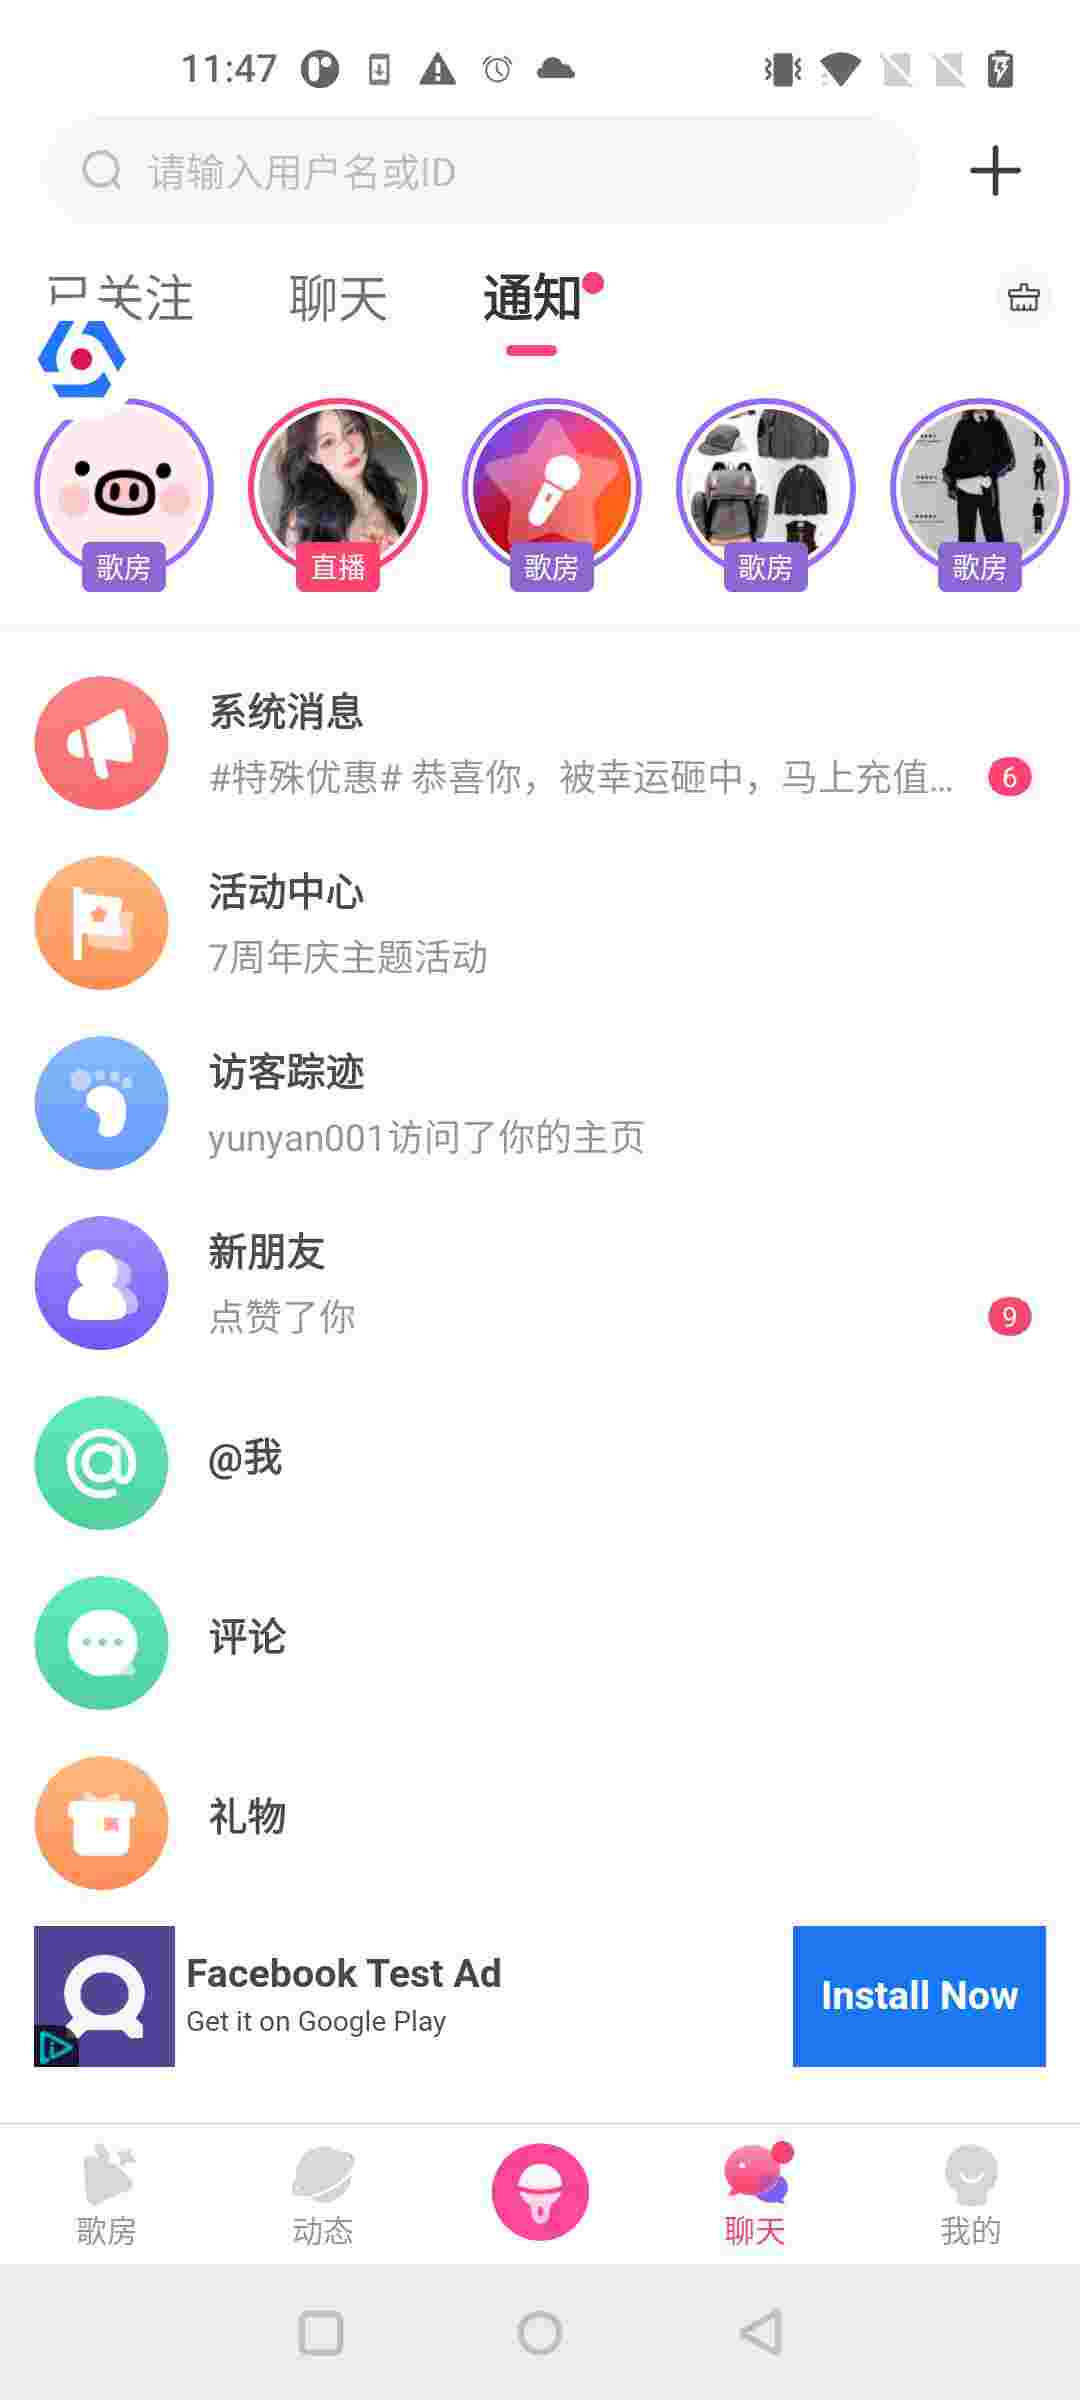 11:47
请输入用户名或ID
已关注 聊天 通知
歌房 直播 歌房 歌房 歌房
系统消息
#特殊优惠# 恭喜你，被幸运砸中，马上充值... 6
活动中心
7周年庆主题活动
访客踪迹
yunyan001访问了你的主页
新朋友
点赞了你 9
@我
评论
礼物
Facebook Test Ad
Get it on Google Play
Install Now
歌房 动态 聊天 我的